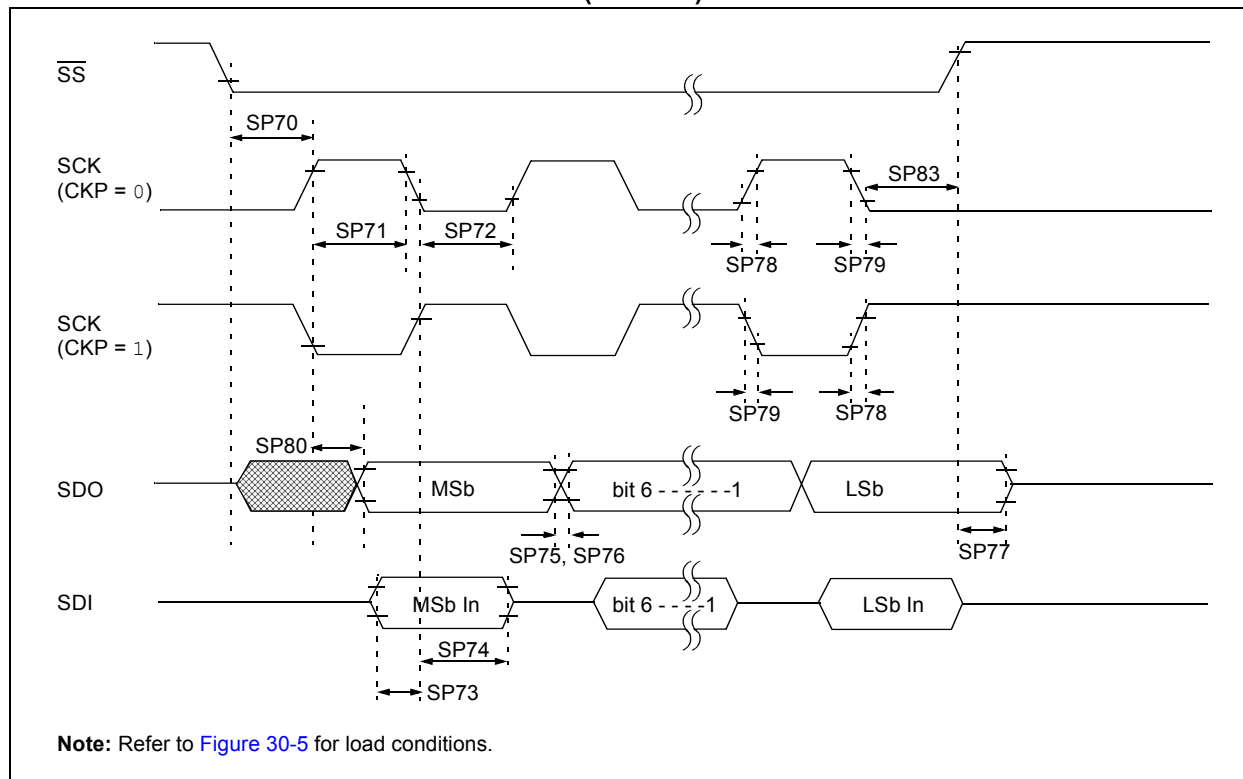 SS
SP70
SCK
(CKP = 0)
SP83
SP71
SP72
SP78
SP79
SCK
(CKP = 1)
SP79
SP78
SP80
SDO
MSb
bit 6 - - - - - -1
LSb
SP75, SP76
SP77
SDI
MSb In
bit 6 - - - -1
LSb In
SP74
SP73
Note: Refer to Figure 30-5 for load conditions.